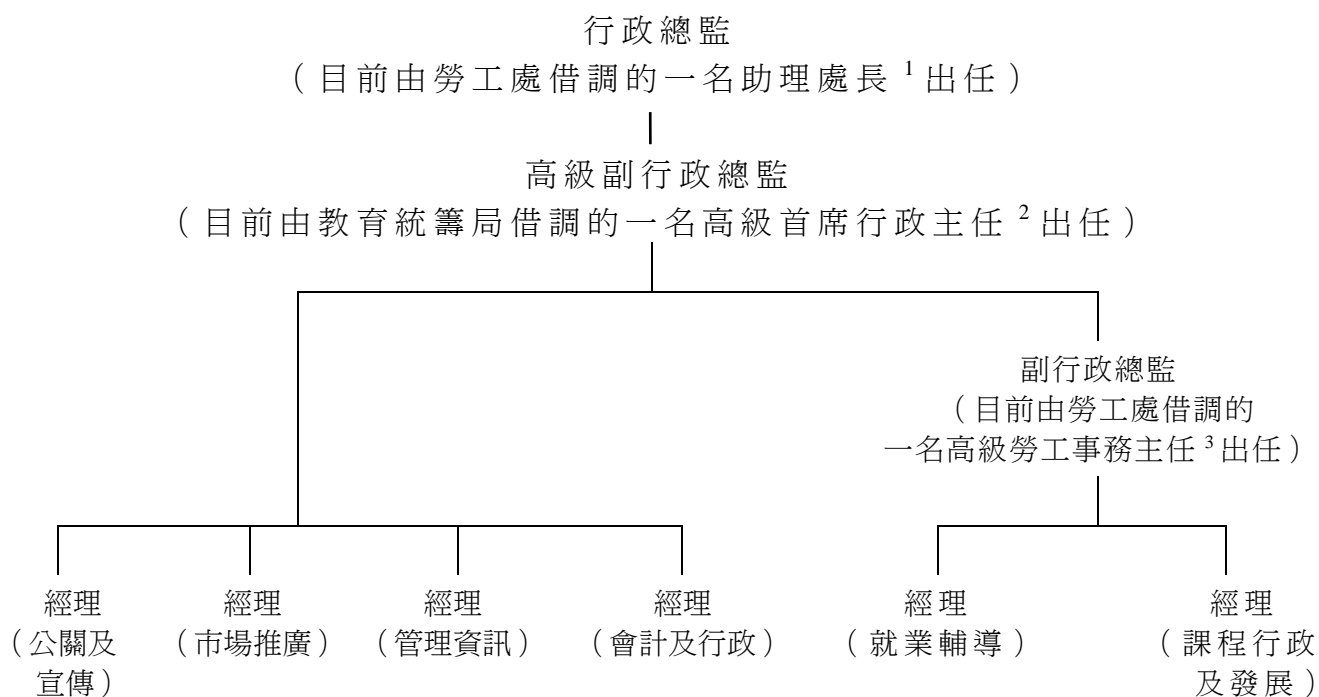 行政總監
（目前由勞工處借調的一名助理處長 1 出任）
高級副行政總監
（目前由教育統籌局借調的一名高級首席行政主任 2 出任）
副行政總監
（目前由勞工處借調的
一名高級勞工事務主任 3 出任）
經理
（公關及
宣傳）
經理
（市場推廣）
經理
（管理資訊）
經理
（會計及行政）
經理
（就業輔導）
經理
（課程行政
及發展）